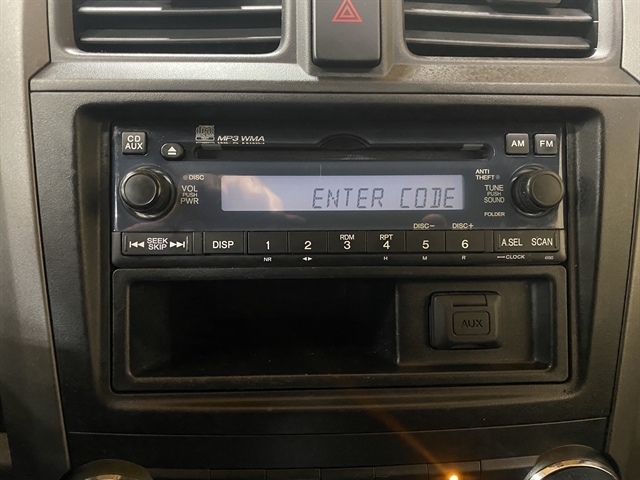 MP3 WMA
CD
AUX
AM
FM
DISC
ANTI
THEFT
VOL
PUSH
PWR
ENTER CODE
TUNE
PUSH
SOUND
FOLDER
DISC-
DISC+
SEEK
SKIP
DISP
1
2
RDM
3
RPT
4
5
6
A.SEL
SCAN
NR
H
M
R
CLOCK
AUX